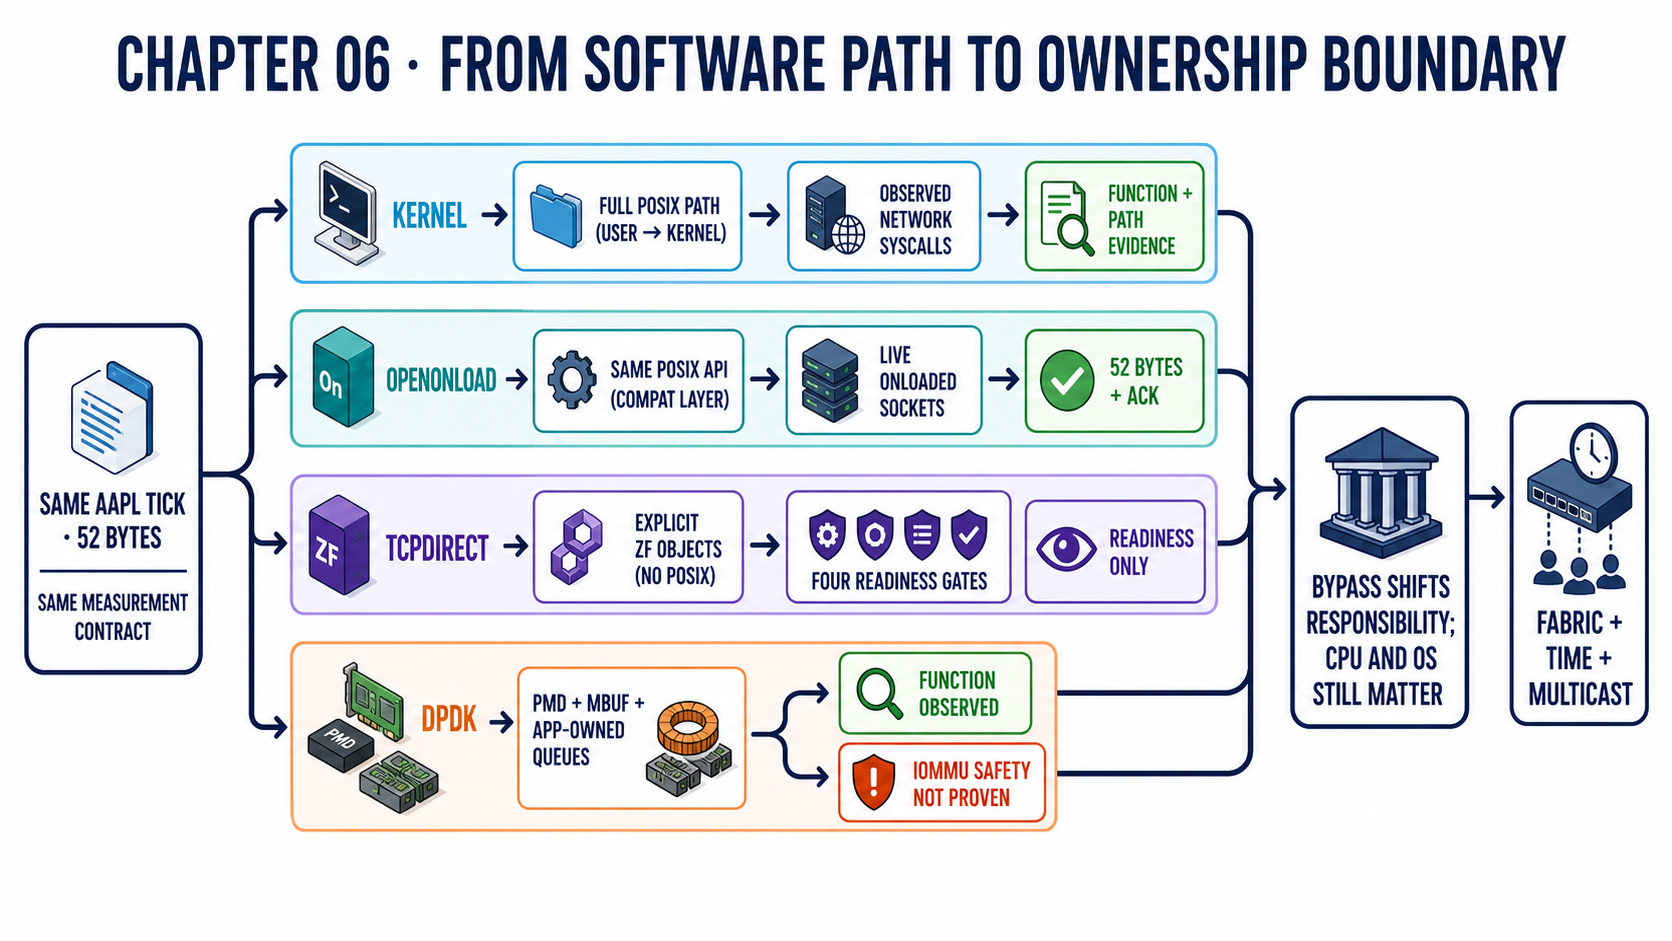 CHAPTER 06 · FROM SOFTWARE PATH TO OWNERSHIP BOUNDARY
SAME AAPL TICK
· 52 BYTES
SAME MEASUREMENT
CONTRACT
>_
KERNEL
FULL POSIX PATH
(USER → KERNEL)
OBSERVED
NETWORK
SYSCALLS
FUNCTION +
PATH
EVIDENCE
On
OPENONLOAD
SAME POSIX API
(COMPAT LAYER)
LIVE
ONLOADED
SOCKETS
52 BYTES
+ ACK
ZF
TCPDIRECT
EXPLICIT
ZF OBJECTS
(NO POSIX)
FOUR READINESS GATES
READINESS
ONLY
PMD
DPDK
PMD + MBUF +
APP-OWNED
QUEUES
FUNCTION
OBSERVED
IOMMU SAFETY
NOT PROVEN
BYPASS SHIFTS
RESPONSIBILITY;
CPU AND OS
STILL MATTER
FABRIC +
TIME +
MULTICAST